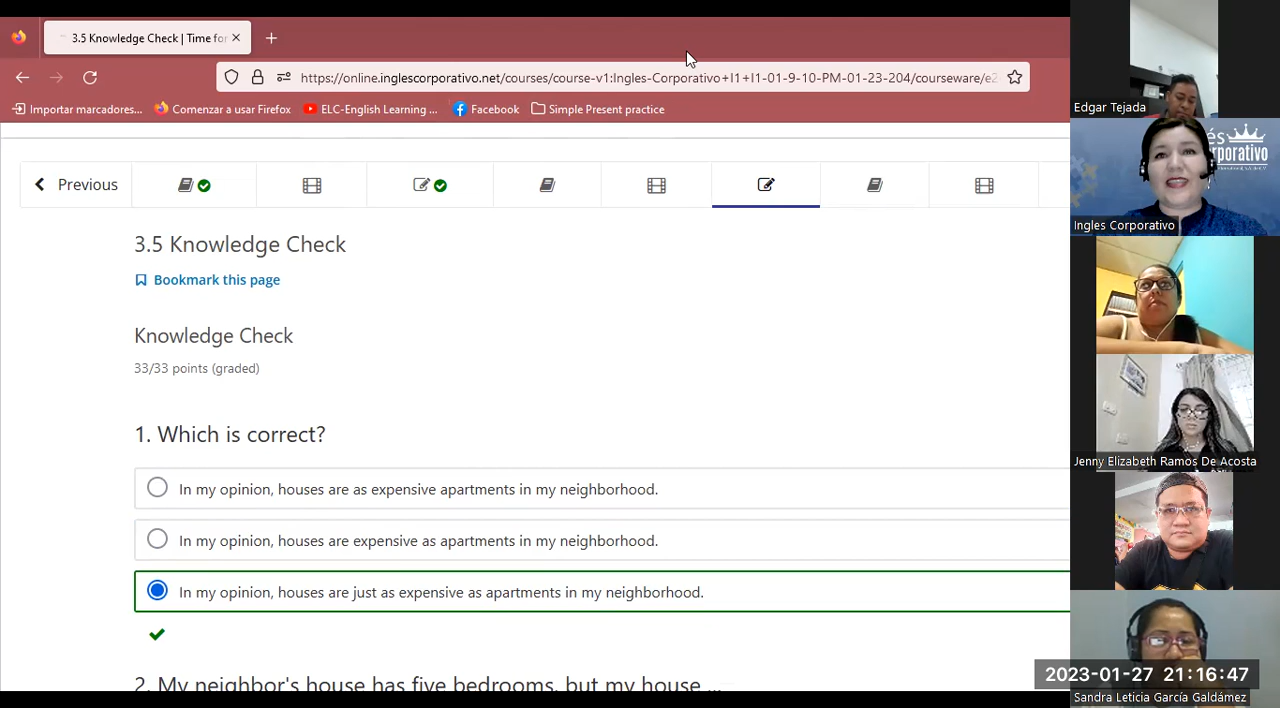 3.5 Knowledge Check | Time for
https://online.inglescorporativo.net/courses/course-v1:Ingles-Corporativo+I1+I1-01-9-10-PM-01-23-204/courseware/e2
Importar marcadores...
Comenzar a usar Firefox
ELC-English Learning ...
Facebook
Simple Present practice
Previous
3.5 Knowledge Check
Bookmark this page
Knowledge Check
33/33 points (graded)
1. Which is correct?
In my opinion, houses are as expensive apartments in my neighborhood.
In my opinion, houses are expensive as apartments in my neighborhood.
In my opinion, houses are just as expensive as apartments in my neighborhood.
2. My neighbor's house has five bedrooms, but my house ...
Edgar Tejada
és
rporativo
Ingles Corporativo
Jenny Elizabeth Ramos De Acosta
2023-01-27 21:16:47
Sandra Leticia García Galdámez